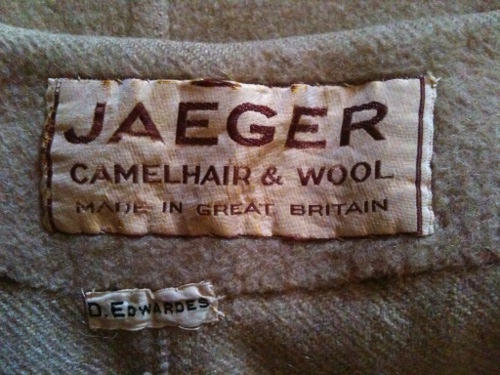 JAEGER
CAMELHAIR & WOOL
MADE IN GREAT BRITAIN
D. EDWARDES